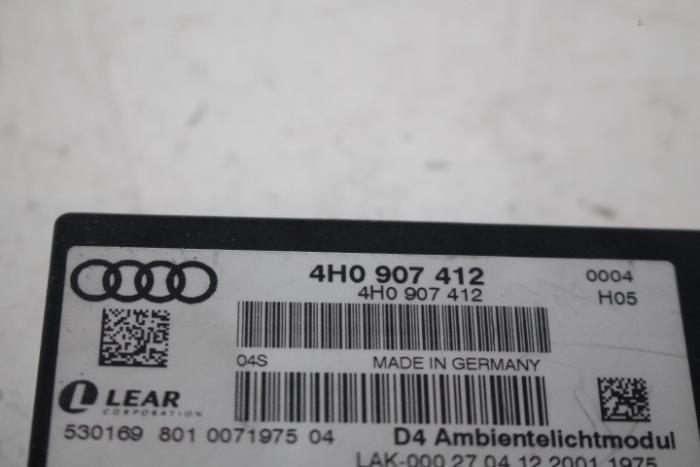 4H0 907 412
0004
4H0 907 412
H05
04S MADE IN GERMANY
LEAR
CORPORATION
530169 801 0071975 04 D4 Ambientelichtmodul
LAK-000 27.04.12 2001 1975